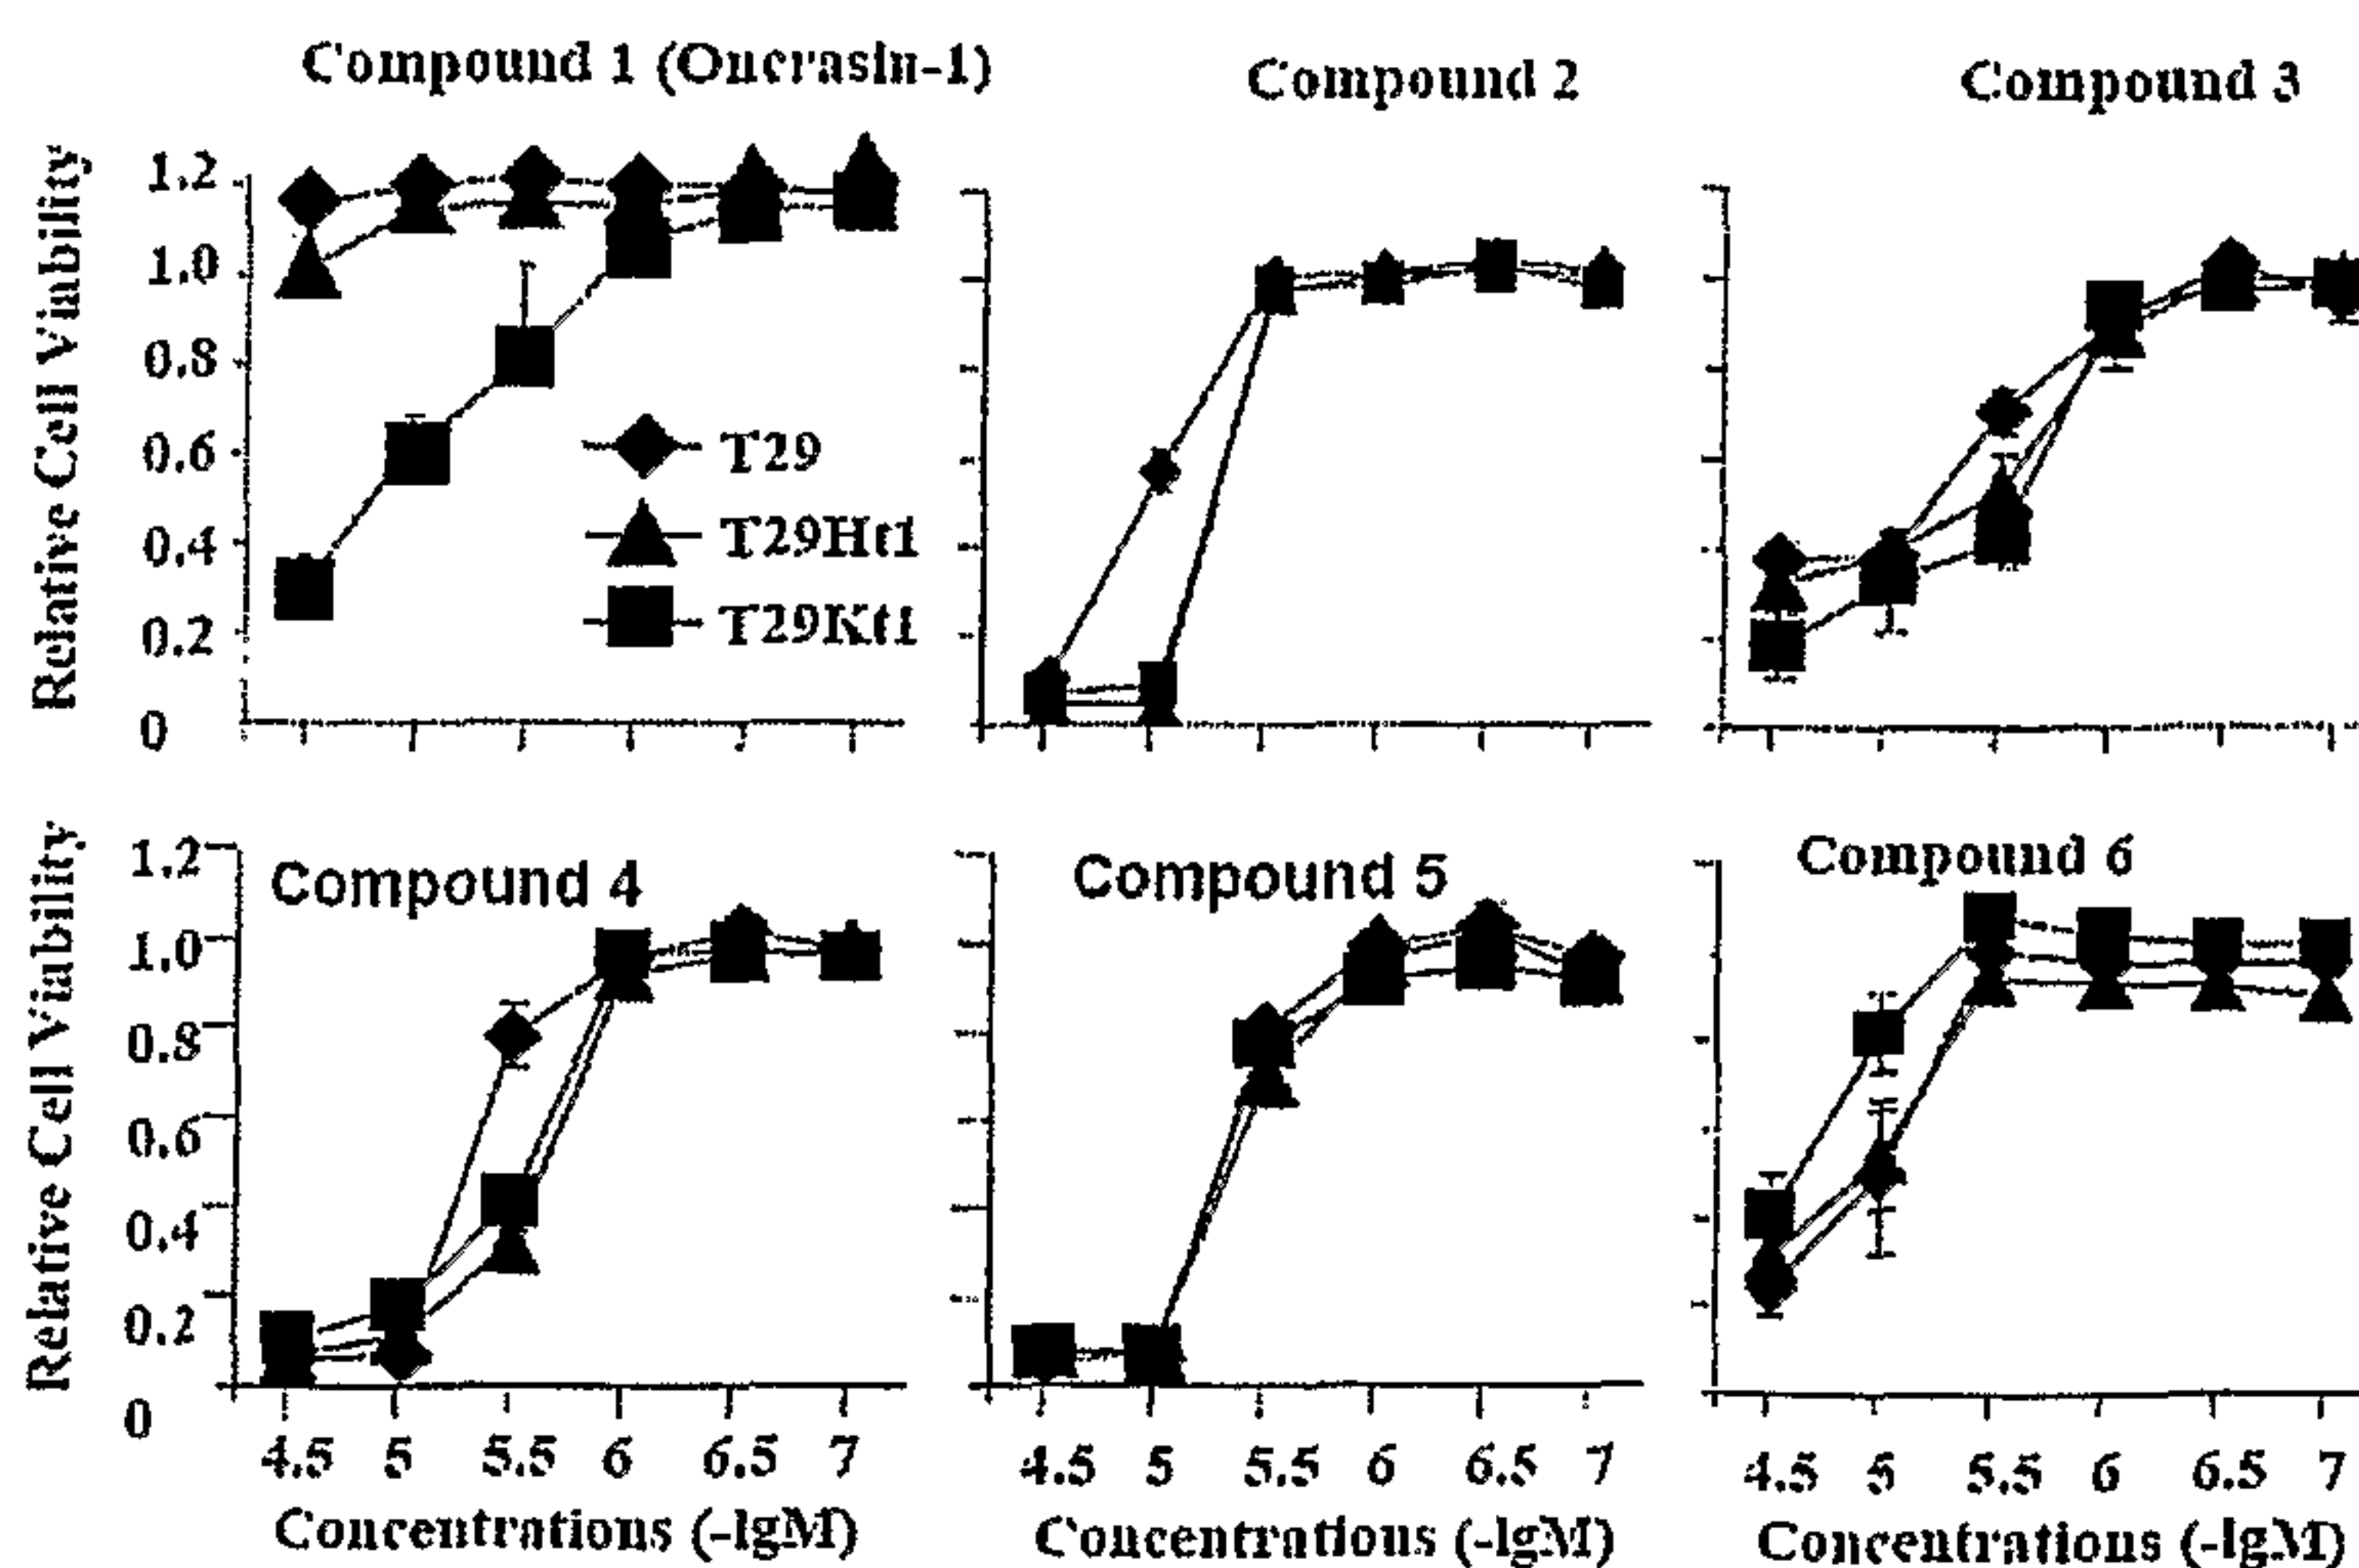 Compound 1 (Oncrasin-1)
Compound 2
Compound 3
Relative Cell Viability
1.2
1.0
0.8
0.6
0.4
0.2
0
T29
T29Ht1
T29Kt1
Relative Cell Viability
1.2
1.0
0.8
0.6
0.4
0.2
0
Compound 4
Compound 5
Compound 6
4.5 5 5.5 6 6.5 7
4.5 5 5.5 6 6.5 7
4.5 5 5.5 6 6.5 7
Concentrations (-lgM)
Concentrations (-lgM)
Concentrations (-lgM)